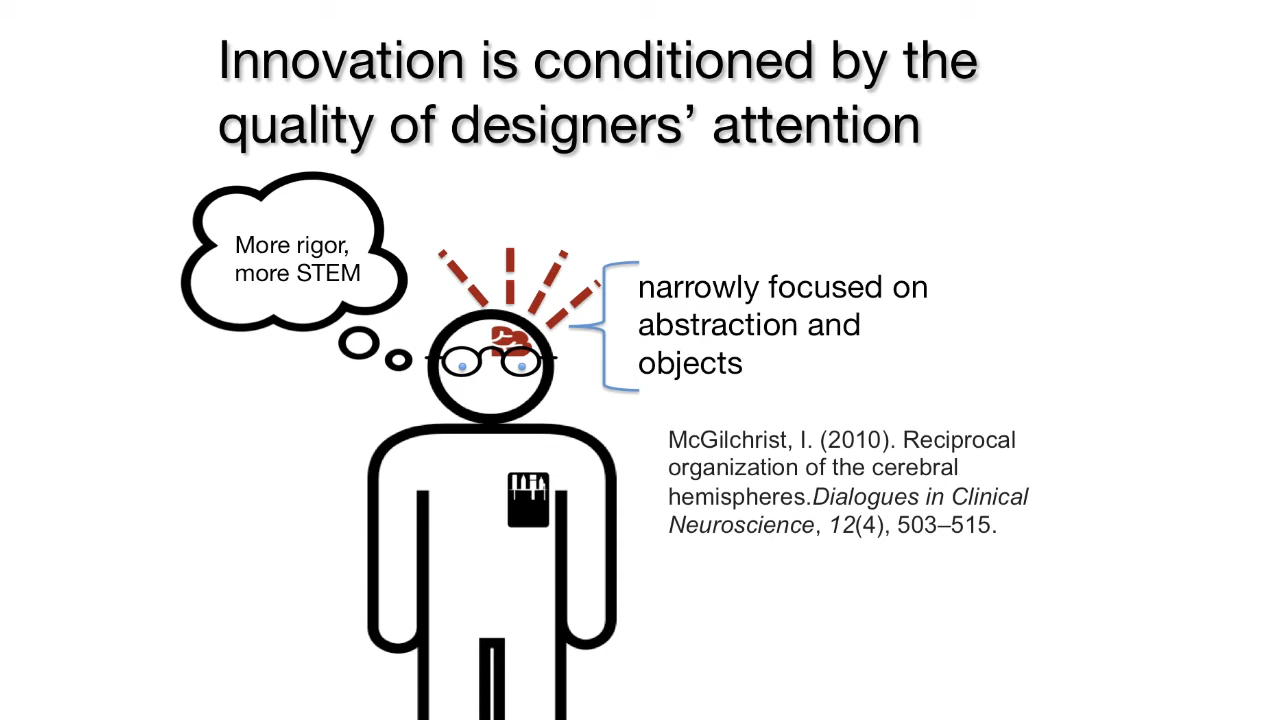 Innovation is conditioned by the
quality of designers’ attention
More rigor,
more STEM
narrowly focused on
abstraction and
objects
McGilchrist, I. (2010). Reciprocal
organization of the cerebral
hemispheres.Dialogues in Clinical
Neuroscience, 12(4), 503–515.